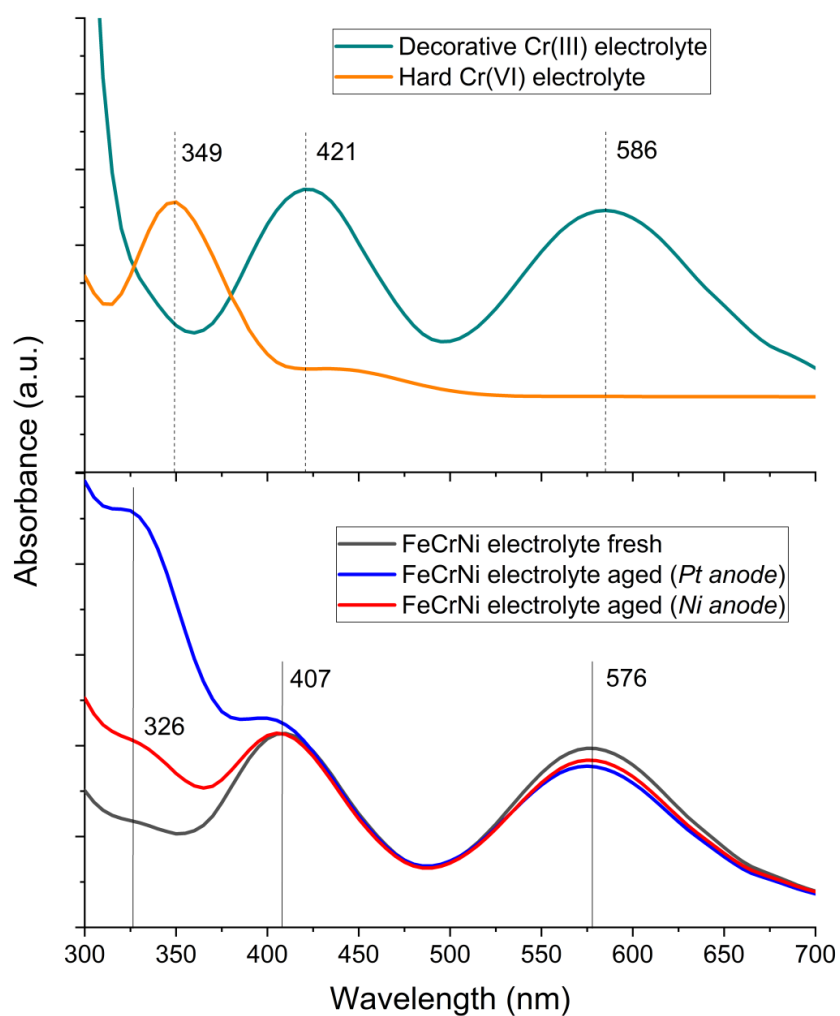 Decorative Cr(III) electrolyte
Hard Cr(VI) electrolyte
349
421
586
Absorbance (a.u.)
FeCrNi electrolyte fresh
FeCrNi electrolyte aged (Pt anode)
FeCrNi electrolyte aged (Ni anode)
326
407
576
300 350 400 450 500 550 600 650 700
Wavelength (nm)